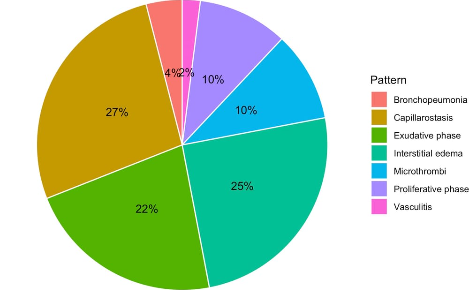 4%
2%
10%
10%
27%
25%
22%
Pattern
Bronchopeumonia
Capillarostasis
Exudative phase
Interstitial edema
Microthrombi
Proliferative phase
Vasculitis